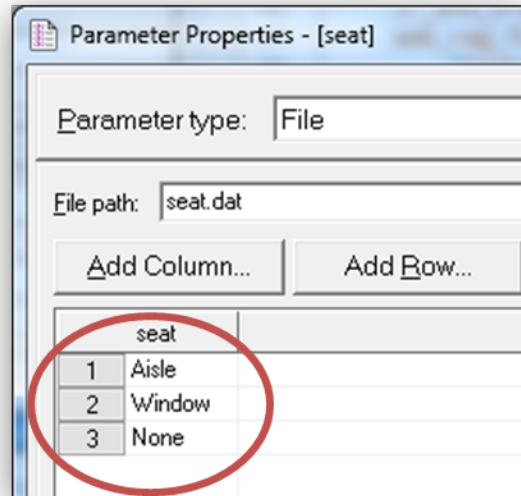 Parameter Properties - [seat]
Parameter type: File
File path: seat.dat
Add Column... Add Row...
seat
1 Aisle
2 Window
3 None